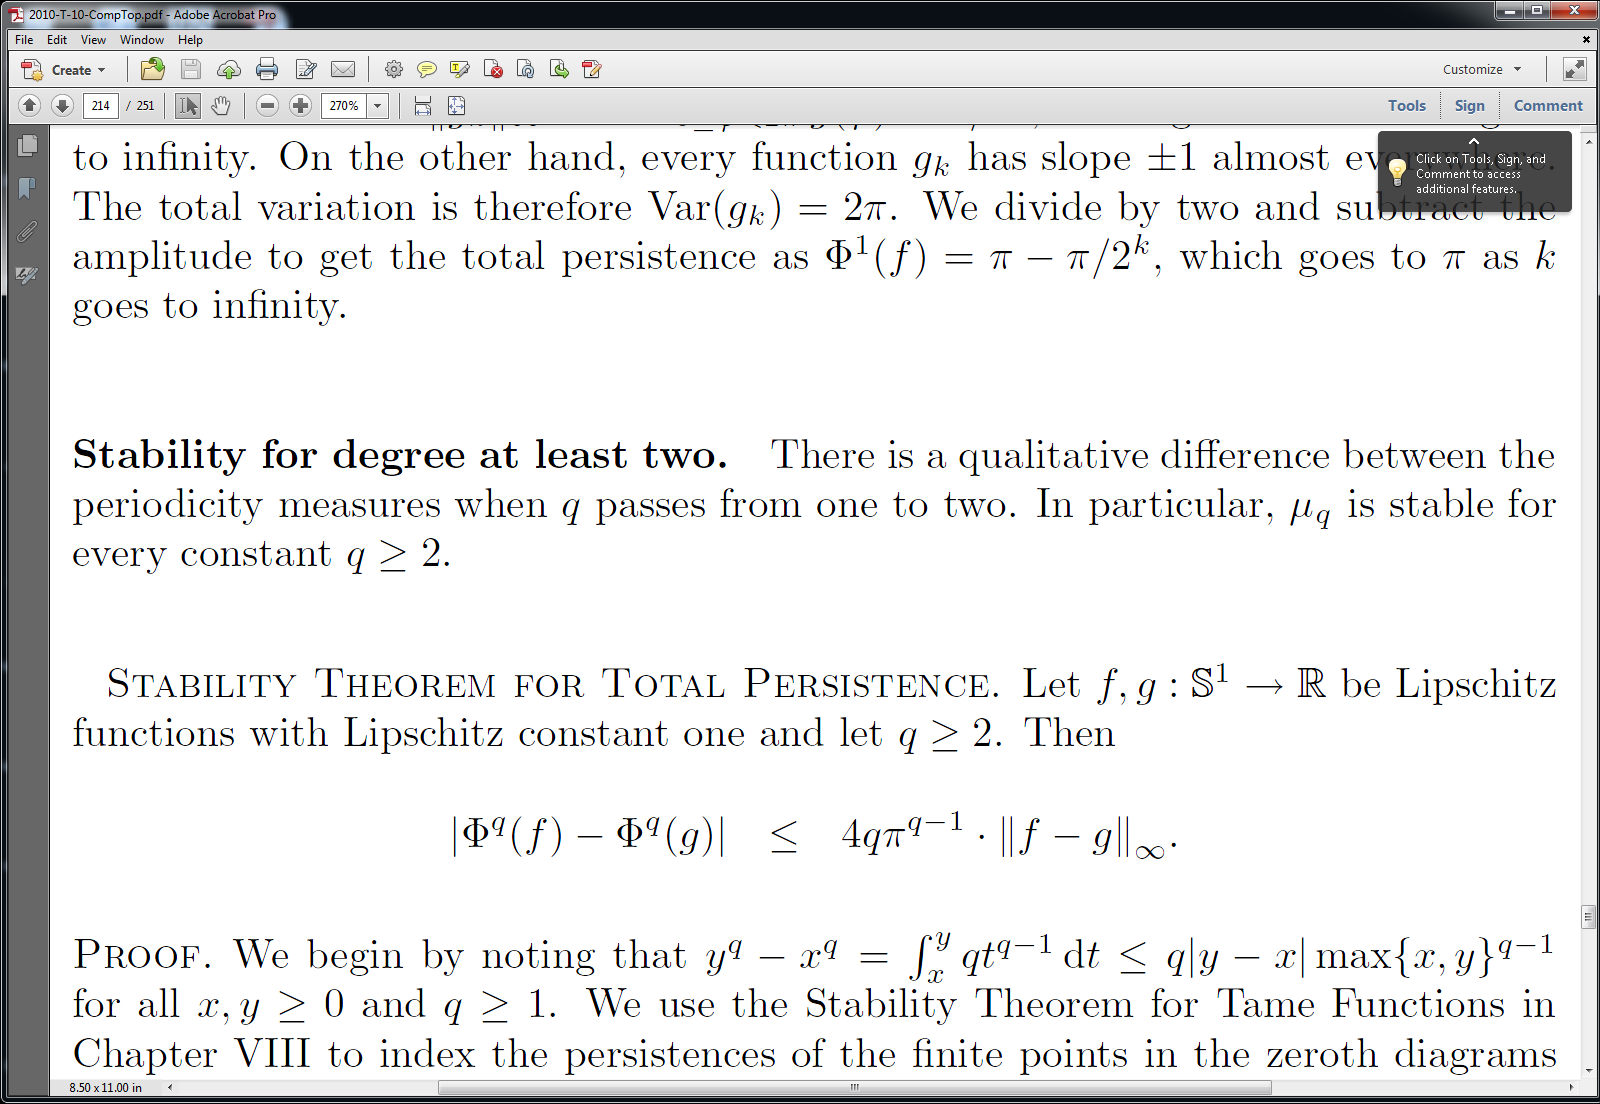 2010-T-10-CompTop.pdf - Adobe Acrobat Pro
File Edit View Window Help
Create
Customize
214 / 251
270%
Tools Sign Comment
Click on Tools, Sign, and
Comment to access
additional features.
to infinity. On the other hand, every function gₖ has slope ±1 almost everywhere.
The total variation is therefore Var(gₖ) = 2π. We divide by two and subtract the
amplitude to get the total persistence as Φ¹(f) = π − π/2ᵏ, which goes to π as k
goes to infinity.
Stability for degree at least two. There is a qualitative difference between the
periodicity measures when q passes from one to two. In particular, μ_q is stable for
every constant q ≥ 2.
STABILITY THEOREM FOR TOTAL PERSISTENCE. Let f, g : 𝕊¹ → ℝ be Lipschitz
functions with Lipschitz constant one and let q ≥ 2. Then
|Φ^q(f) − Φ^q(g)| ≤ 4qπ^{q−1} · ‖f − g‖_∞.
PROOF. We begin by noting that y^q − x^q = ∫_x^y qt^{q−1} dt ≤ q|y − x| max{x, y}^{q−1}
for all x, y ≥ 0 and q ≥ 1. We use the Stability Theorem for Tame Functions in
Chapter VIII to index the persistences of the finite points in the zeroth diagrams
8.50 x 11.00 in